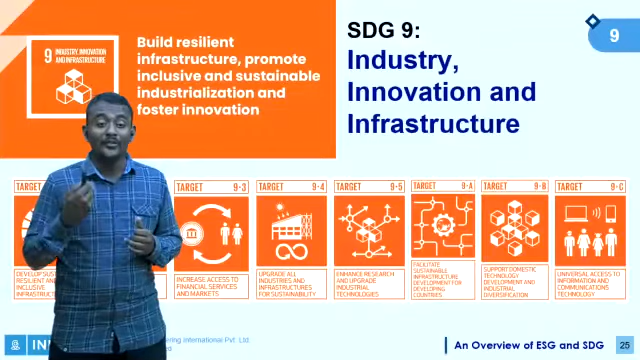 9
INDUSTRY, INNOVATION
AND INFRASTRUCTURE
Build resilient
infrastructure, promote
inclusive and sustainable
industrialization and
foster innovation
SDG 9:
Industry,
Innovation and
Infrastructure
9
TARGET
DEVELOP
RESILIENT AND
INCLUSIVE
TARGET 9·3
INCREASE ACCESS TO
FINANCIAL SERVICES
AND MARKETS
TARGET 9·4
UPGRADE ALL
INDUSTRIES AND
INFRASTRUCTURES
FOR SUSTAINABILITY
TARGET 9·5
ENHANCE RESEARCH
AND UPGRADE
INDUSTRIAL
TECHNOLOGIES
TARGET 9·A
FACILITATE
SUSTAINABLE
INFRASTRUCTURE
DEVELOPMENT FOR
DEVELOPING
COUNTRIES
TARGET 9·B
SUPPORT DOMESTIC
TECHNOLOGY
DEVELOPMENT AND
INDUSTRIAL
DIVERSIFICATION
TARGET 9·C
UNIVERSAL ACCESS TO
INFORMATION AND
COMMUNICATIONS
TECHNOLOGY
International Pvt. Ltd
An Overview of ESG and SDG
25